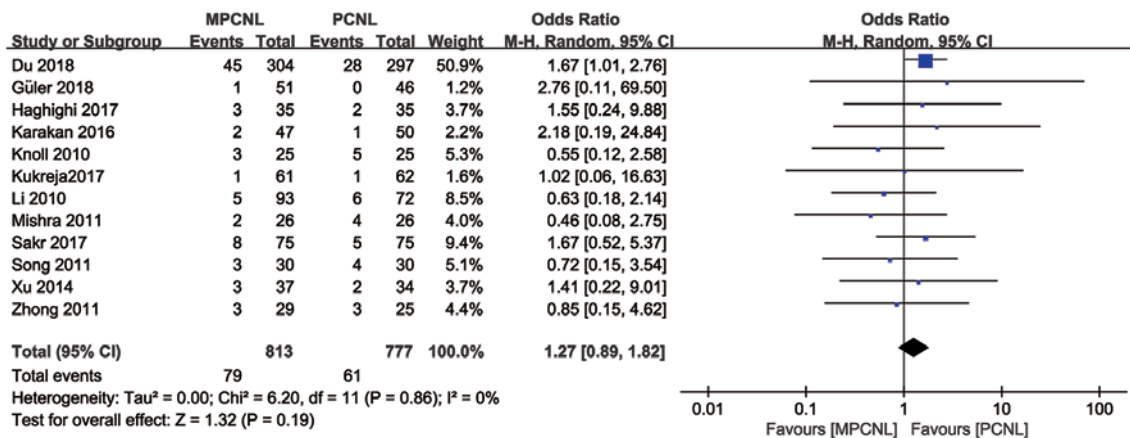 MPCNL PCNL Odds Ratio Odds Ratio
Study or Subgroup Events Total Events Total Weight M-H, Random, 95% CI M-H, Random, 95% CI
Du 2018 45 304 28 297 50.9% 1.67 [1.01, 2.76]
Güler 2018 1 51 0 46 1.2% 2.76 [0.11, 69.50]
Haghighi 2017 3 35 2 35 3.7% 1.55 [0.24, 9.88]
Karakan 2016 2 47 1 50 2.2% 2.18 [0.19, 24.84]
Knoll 2010 3 25 5 25 5.3% 0.55 [0.12, 2.58]
Kukreja2017 1 61 1 62 1.6% 1.02 [0.06, 16.63]
Li 2010 5 93 6 72 8.5% 0.63 [0.18, 2.14]
Mishra 2011 2 26 4 26 4.0% 0.46 [0.08, 2.75]
Sakr 2017 8 75 5 75 9.4% 1.67 [0.52, 5.37]
Song 2011 3 30 4 30 5.1% 0.72 [0.15, 3.54]
Xu 2014 3 37 2 34 3.7% 1.41 [0.22, 9.01]
Zhong 2011 3 29 3 25 4.4% 0.85 [0.15, 4.62]
Total (95% CI) 813 777 100.0% 1.27 [0.89, 1.82]
Total events 79 61
Heterogeneity: Tau² = 0.00; Chi² = 6.20, df = 11 (P = 0.86); I² = 0%
Test for overall effect: Z = 1.32 (P = 0.19)
0.01 0.1 1 10 100
Favours [MPCNL] Favours [PCNL]